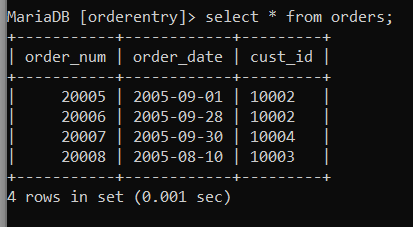 MariaDB [orderentry]> select * from orders;
+-----------+------------+---------+
| order_num | order_date | cust_id |
+-----------+------------+---------+
|     20005 | 2005-09-01 | 10002   |
|     20006 | 2005-09-28 | 10002   |
|     20007 | 2005-09-30 | 10004   |
|     20008 | 2005-08-10 | 10003   |
+-----------+------------+---------+
4 rows in set (0.001 sec)